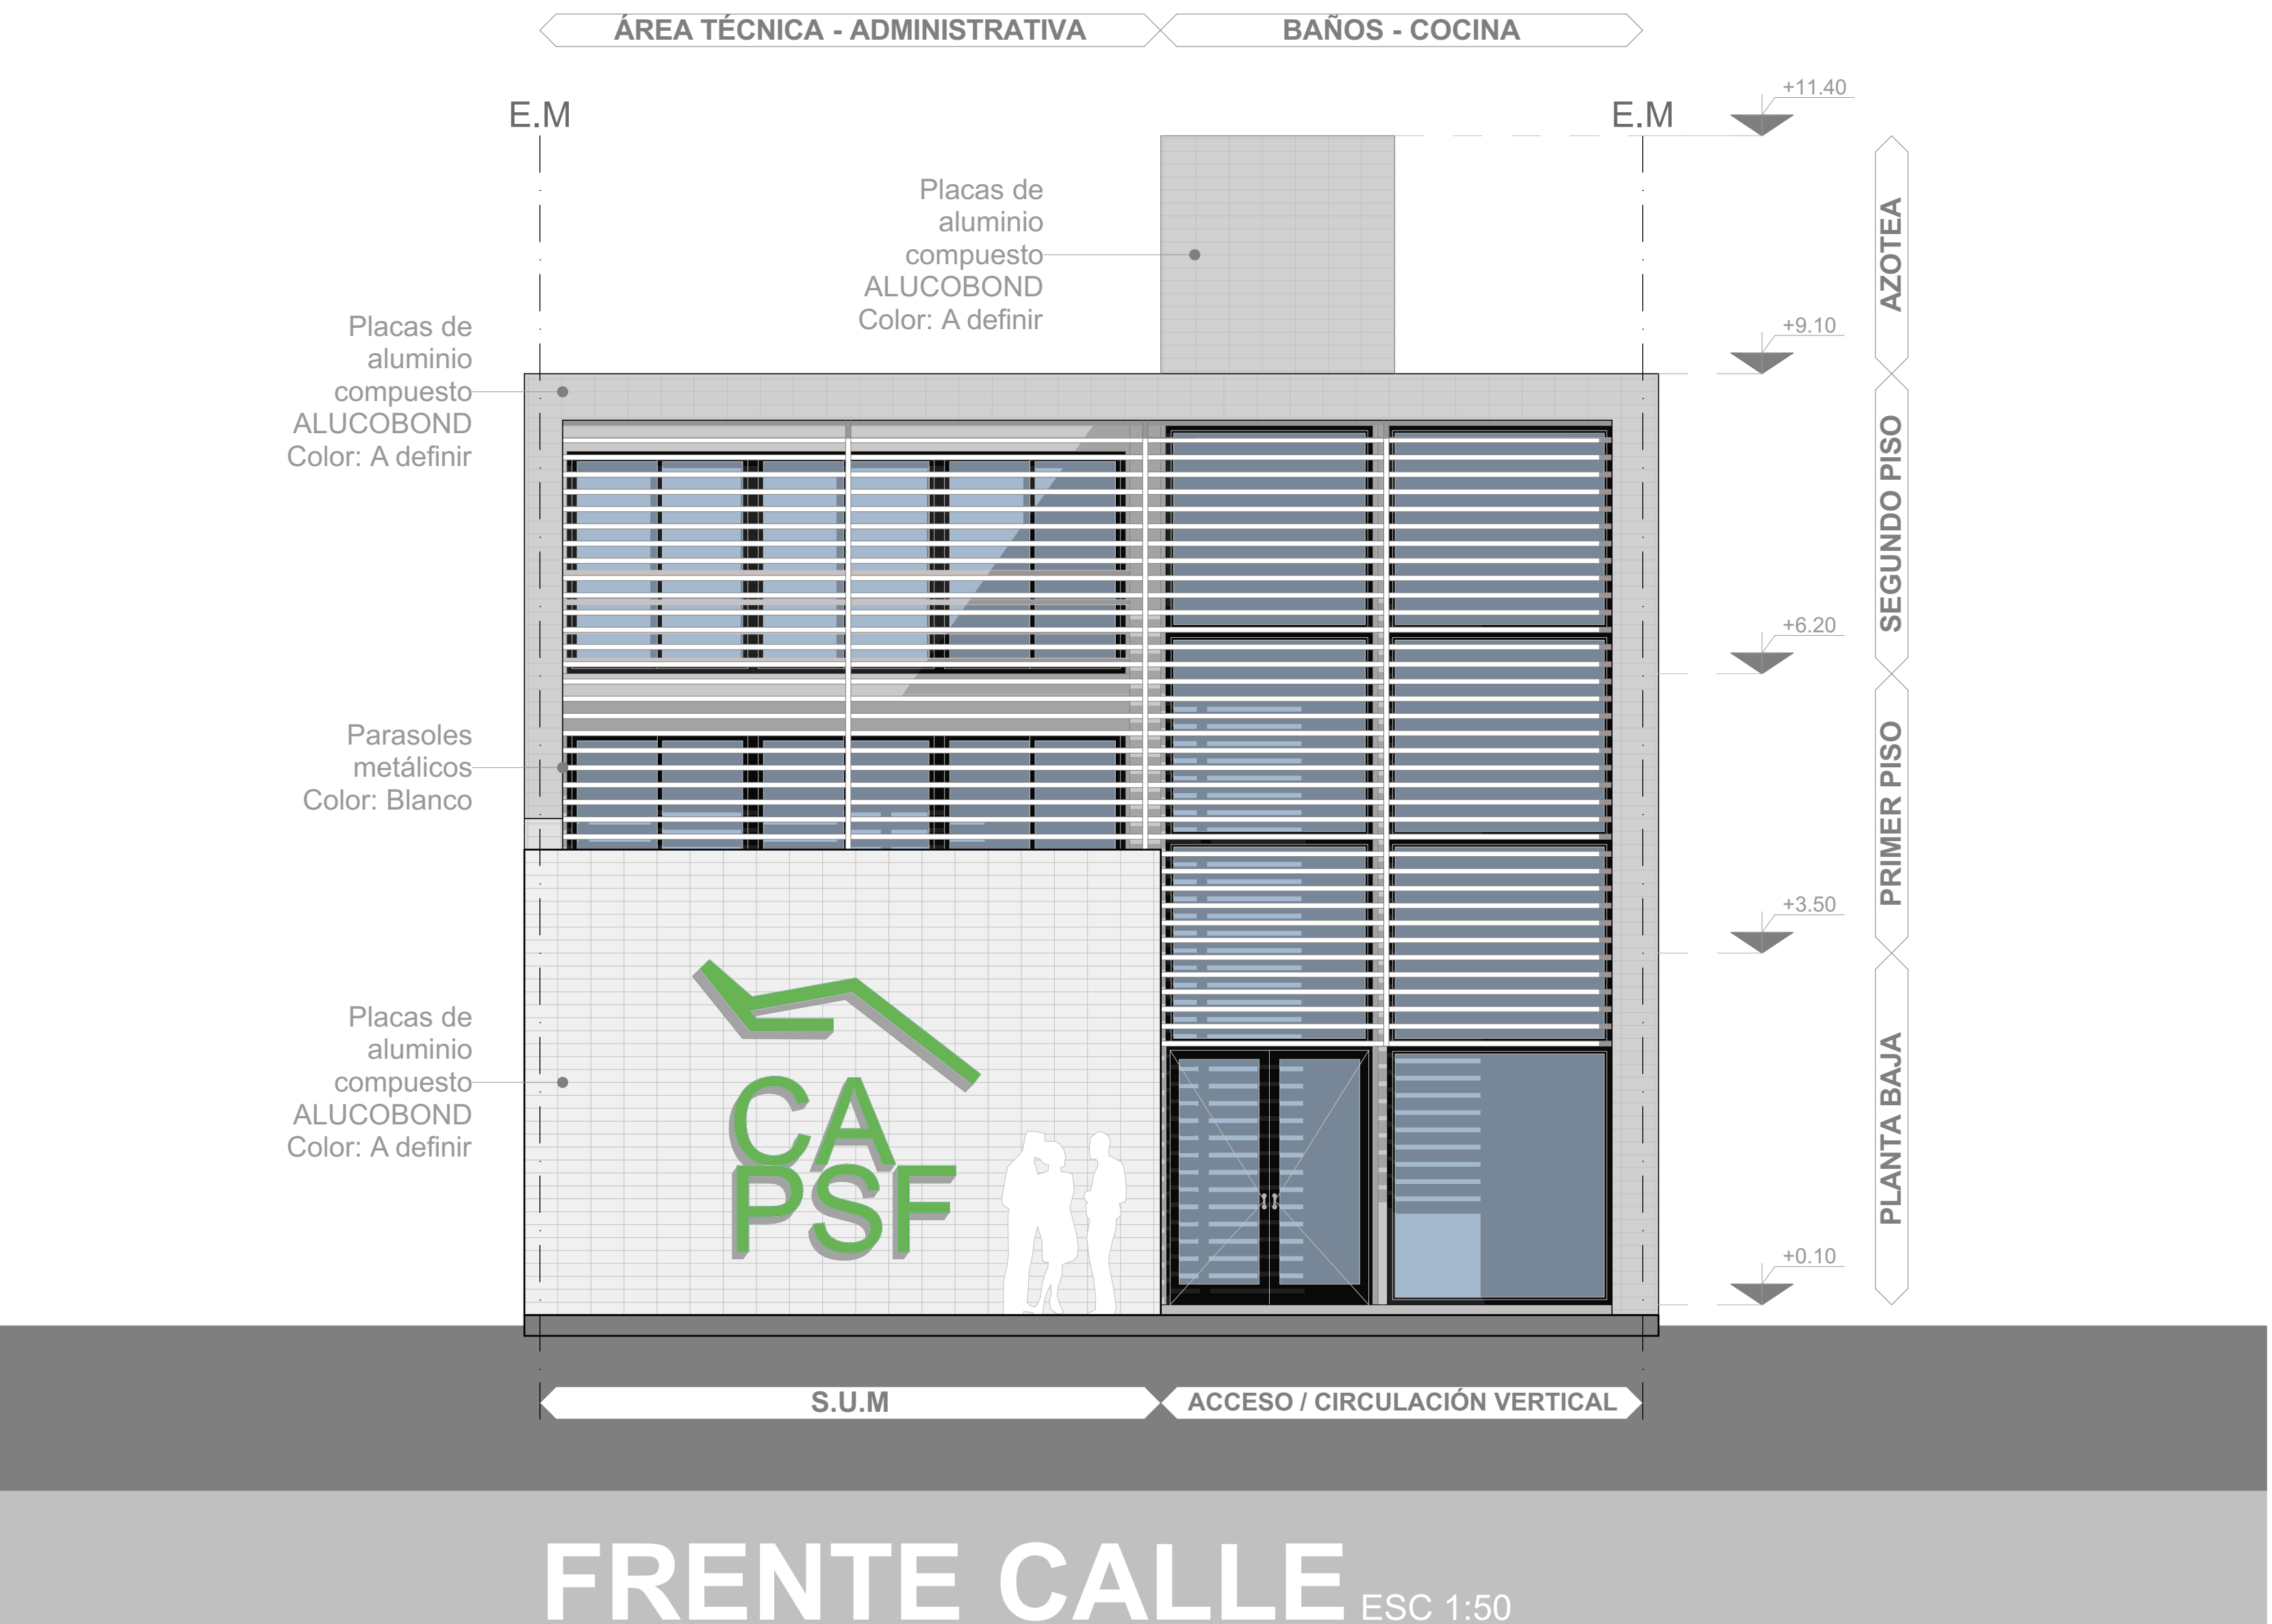 ÁREA TÉCNICA - ADMINISTRATIVA
BAÑOS - COCINA
E.M
E.M
+11.40
AZOTEA
Placas de
aluminio
compuesto
ALUCOBOND
Color: A definir
+9.10
Placas de
aluminio
compuesto
ALUCOBOND
Color: A definir
SEGUNDO PISO
+6.20
Parasoles
metálicos
Color: Blanco
PRIMER PISO
+3.50
Placas de
aluminio
compuesto
ALUCOBOND
Color: A definir
CA
PSF
PLANTA BAJA
+0.10
S.U.M
ACCESO / CIRCULACIÓN VERTICAL
FRENTE CALLE ESC 1:50